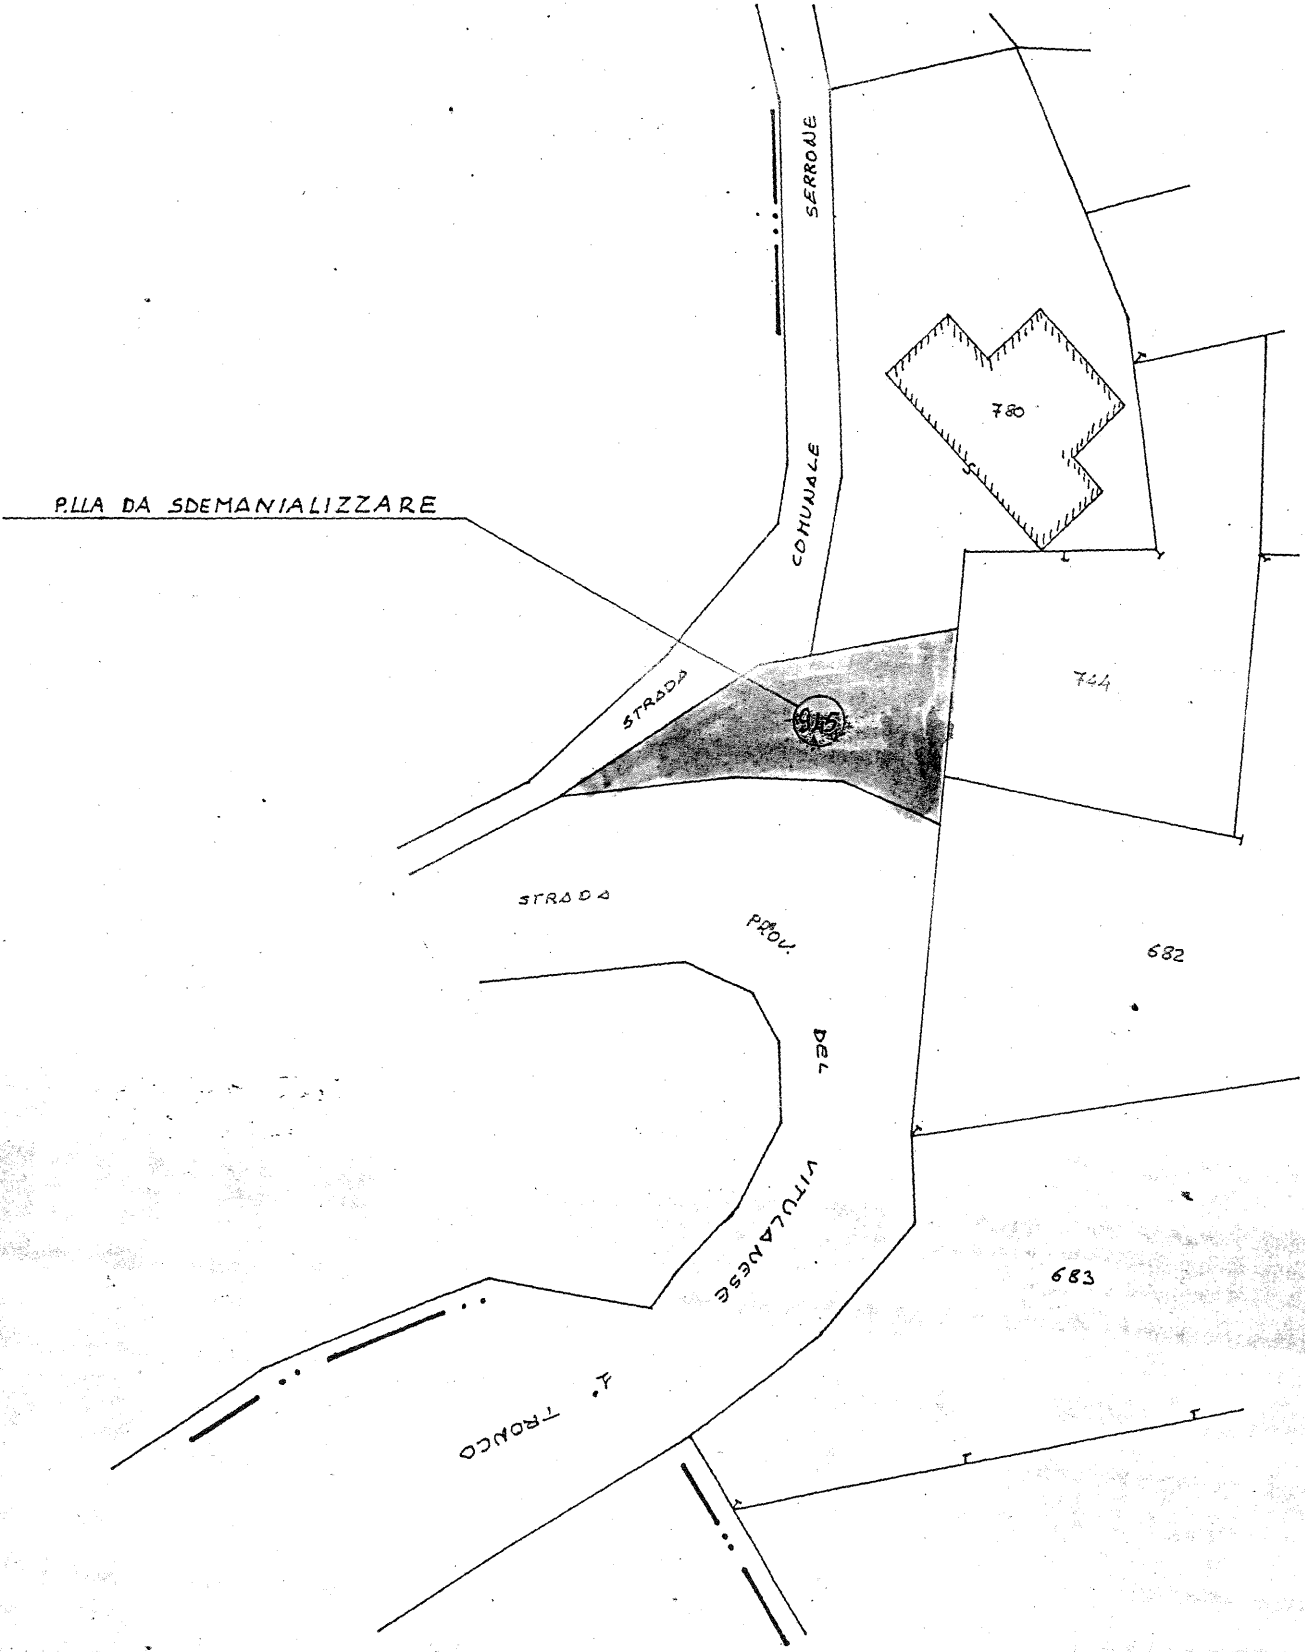 SERRONE
780
COMUNALE
P.LLA DA SDEMANIALIZZARE
STRADA
744
945
STRADA
PROV.
682
DEL
VITULANESE
683
1°
TRONCO